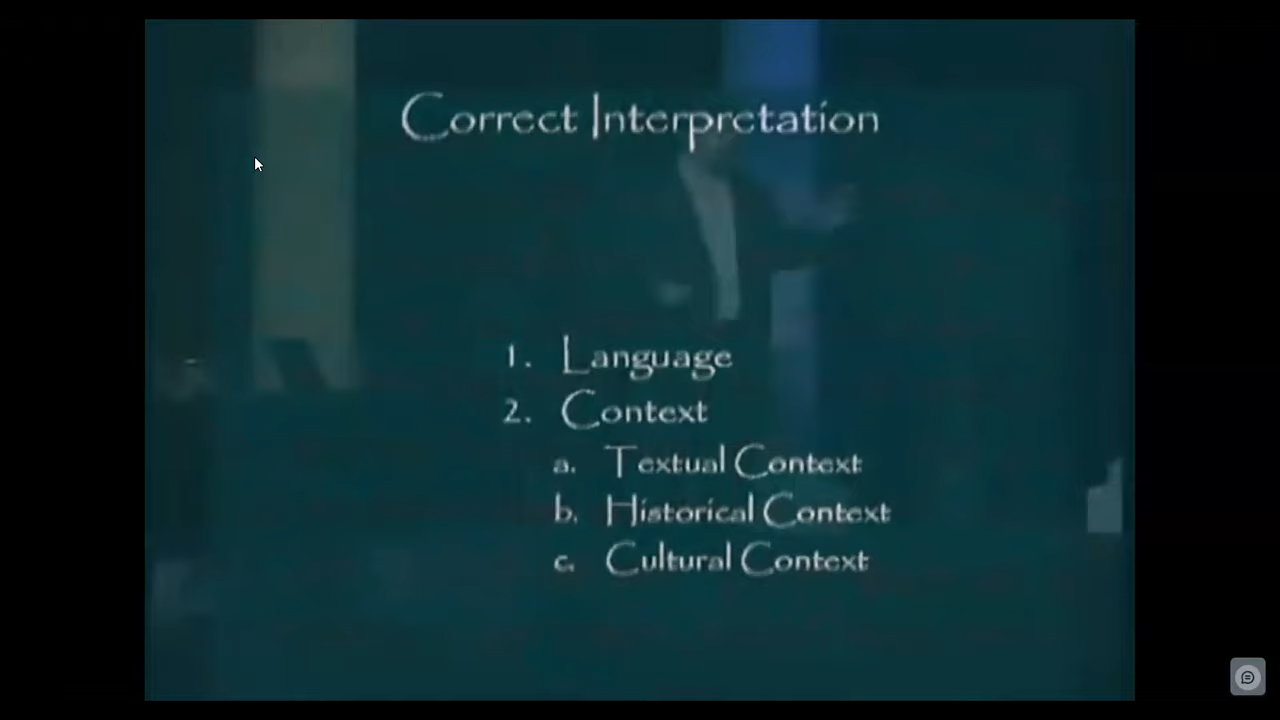 Correct Interpretation
1. Language
2. Context
a. Textual Context
b. Historical Context
c. Cultural Context